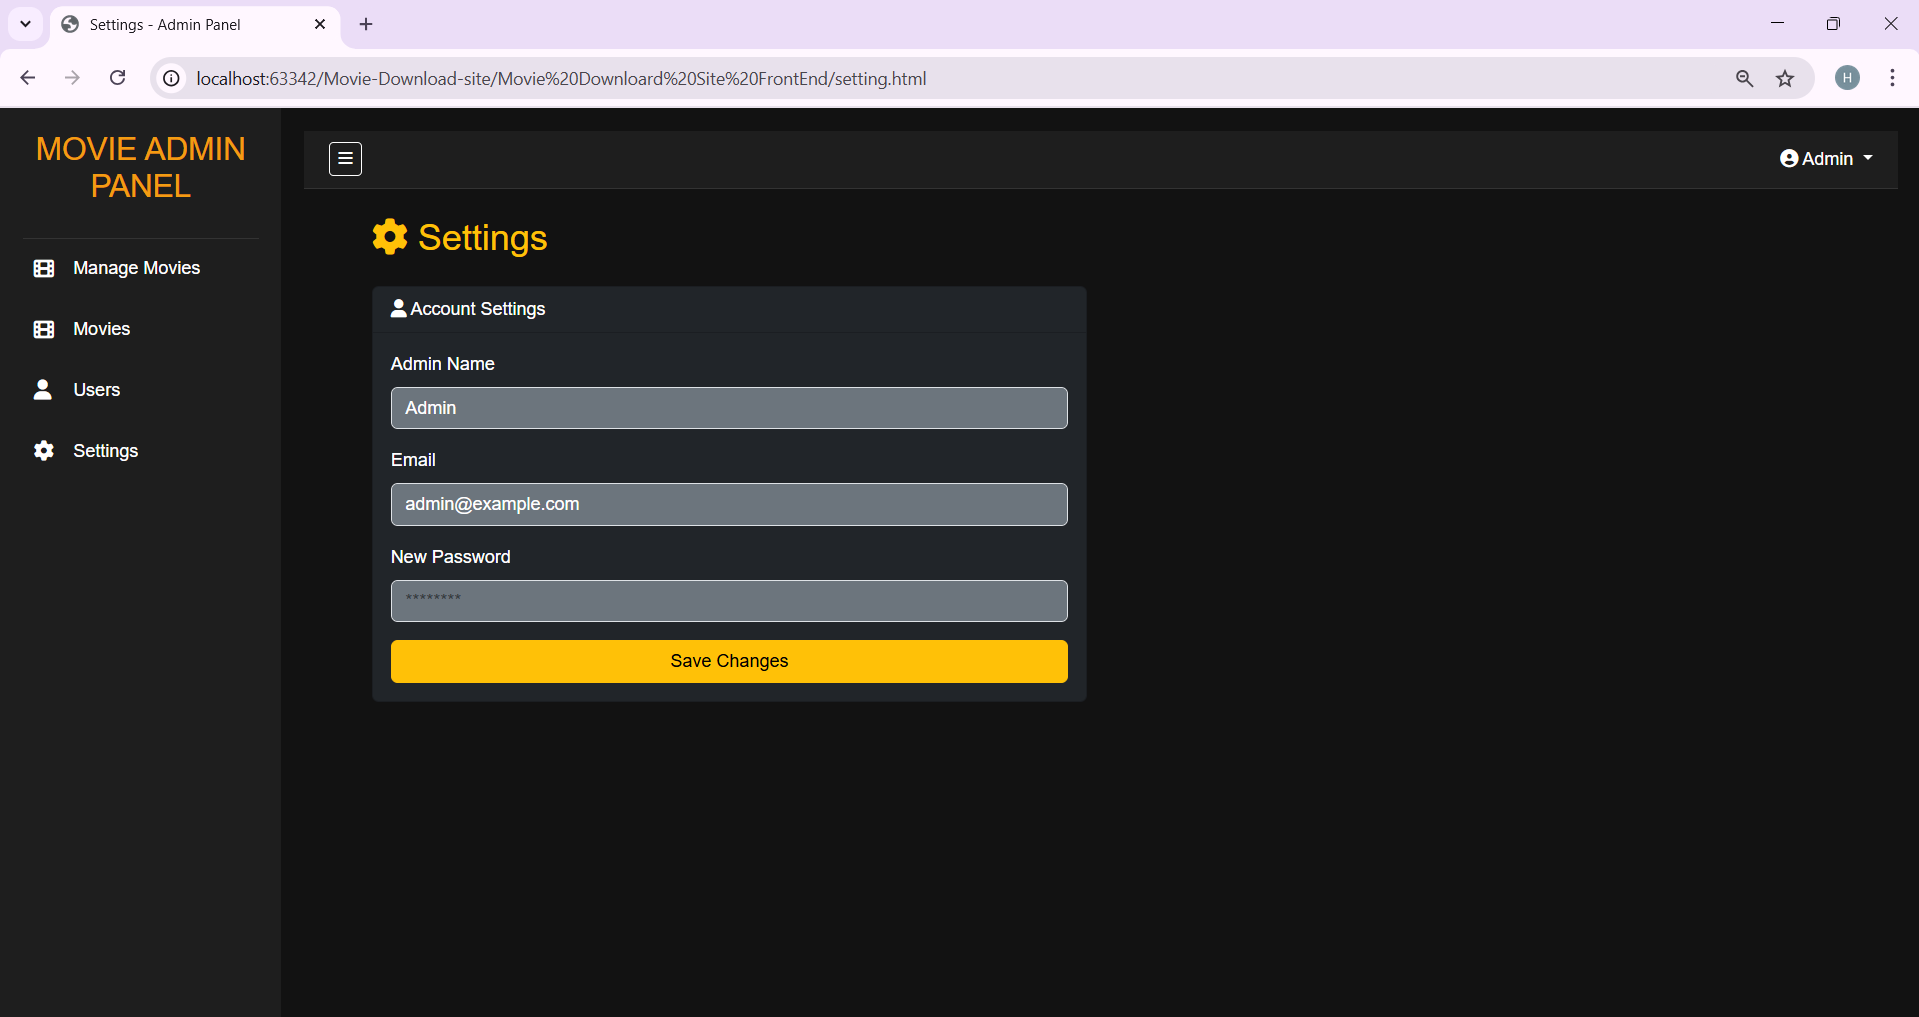 Settings - Admin Panel
localhost:63342/Movie-Download-site/Movie%20Downloard%20Site%20FrontEnd/setting.html
H
MOVIE ADMIN
PANEL
Manage Movies
Movies
Users
Settings
Admin
Settings
Account Settings
Admin Name
Admin
Email
admin@example.com
New Password
********
Save Changes